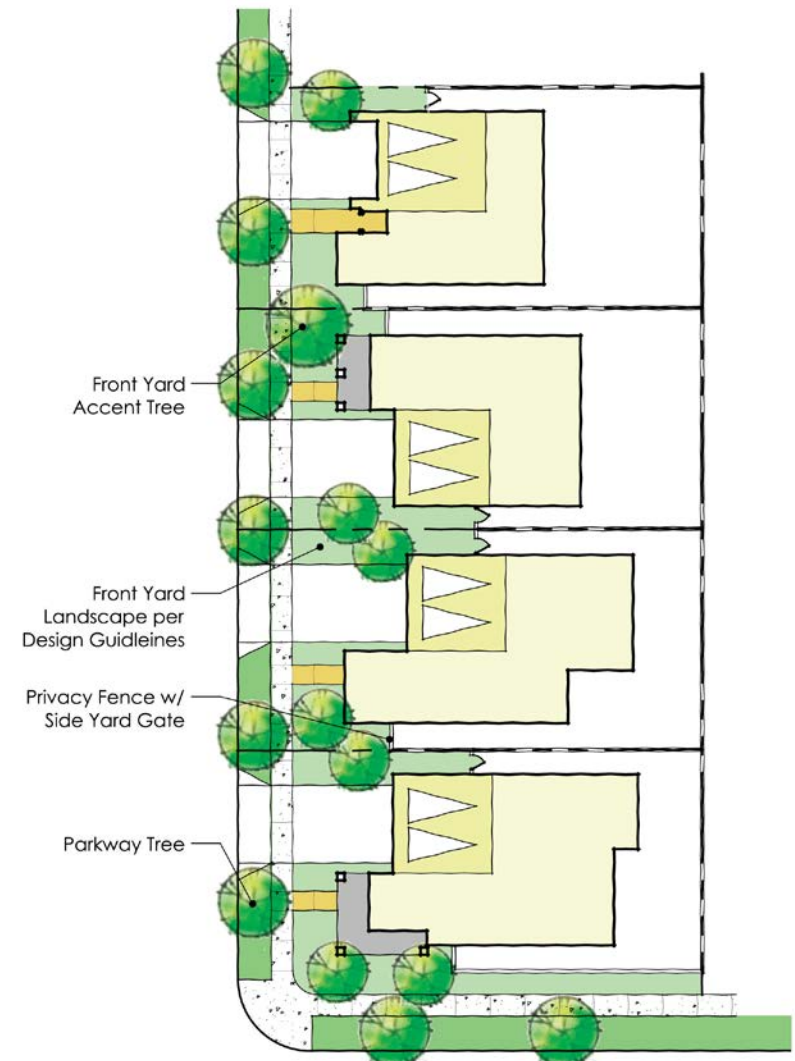 Front Yard
Accent Tree
Front Yard
Landscape per
Design Guidleines
Privacy Fence w/
Side Yard Gate
Parkway Tree